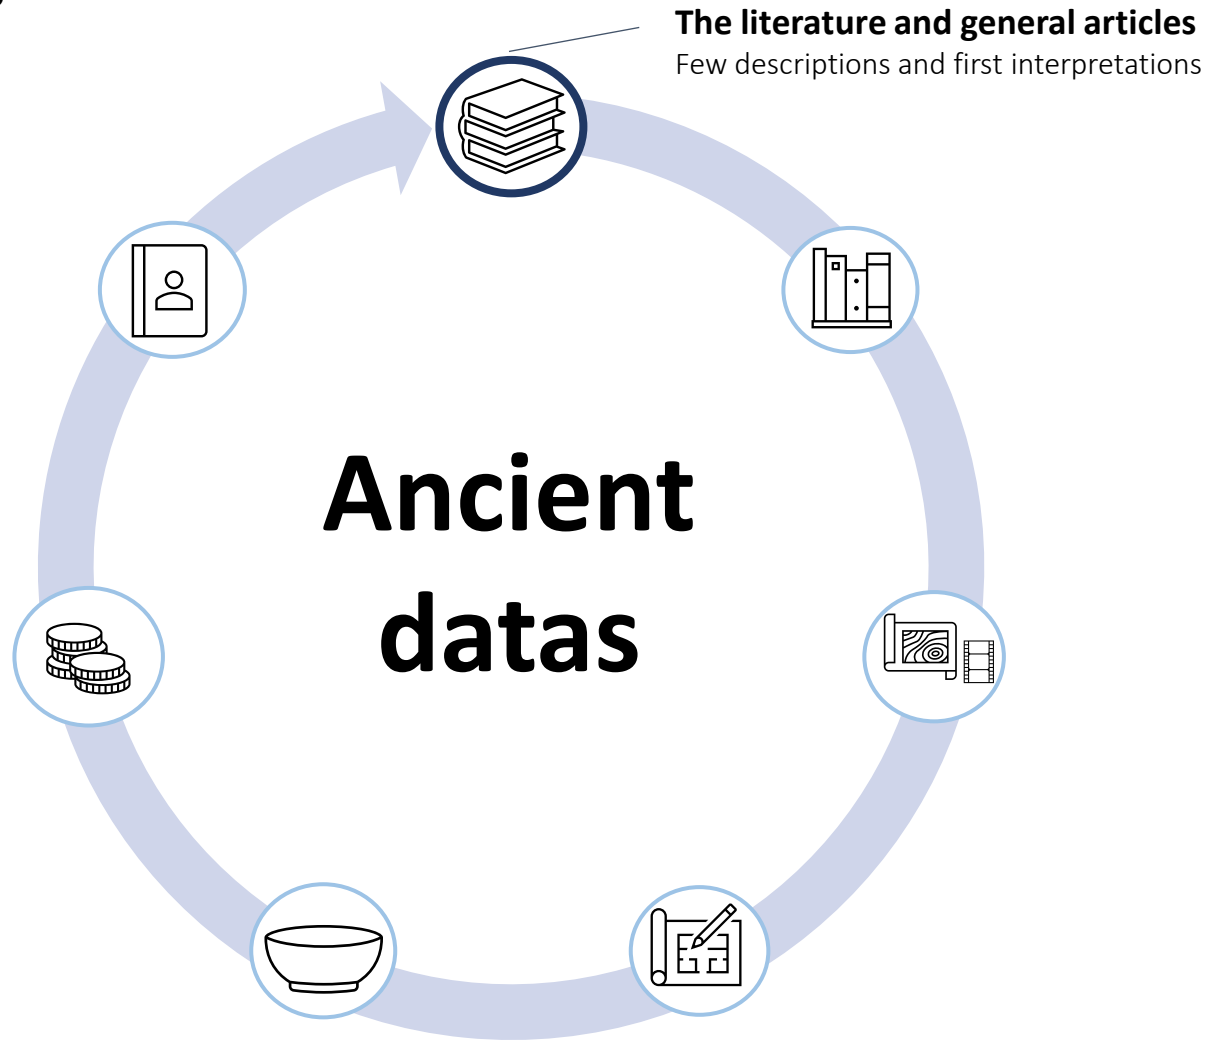 The literature and general articles
Few descriptions and first interpretations
Ancient
datas